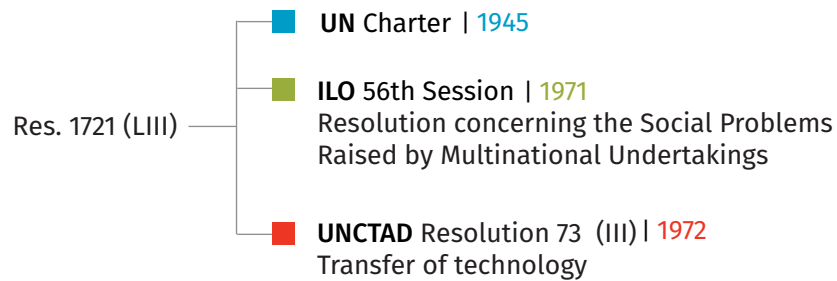 UN Charter | 1945
ILO 56th Session | 1971
Res. 1721 (LIII)
Resolution concerning the Social Problems
Raised by Multinational Undertakings
UNCTAD Resolution 73 (III) | 1972
Transfer of technology